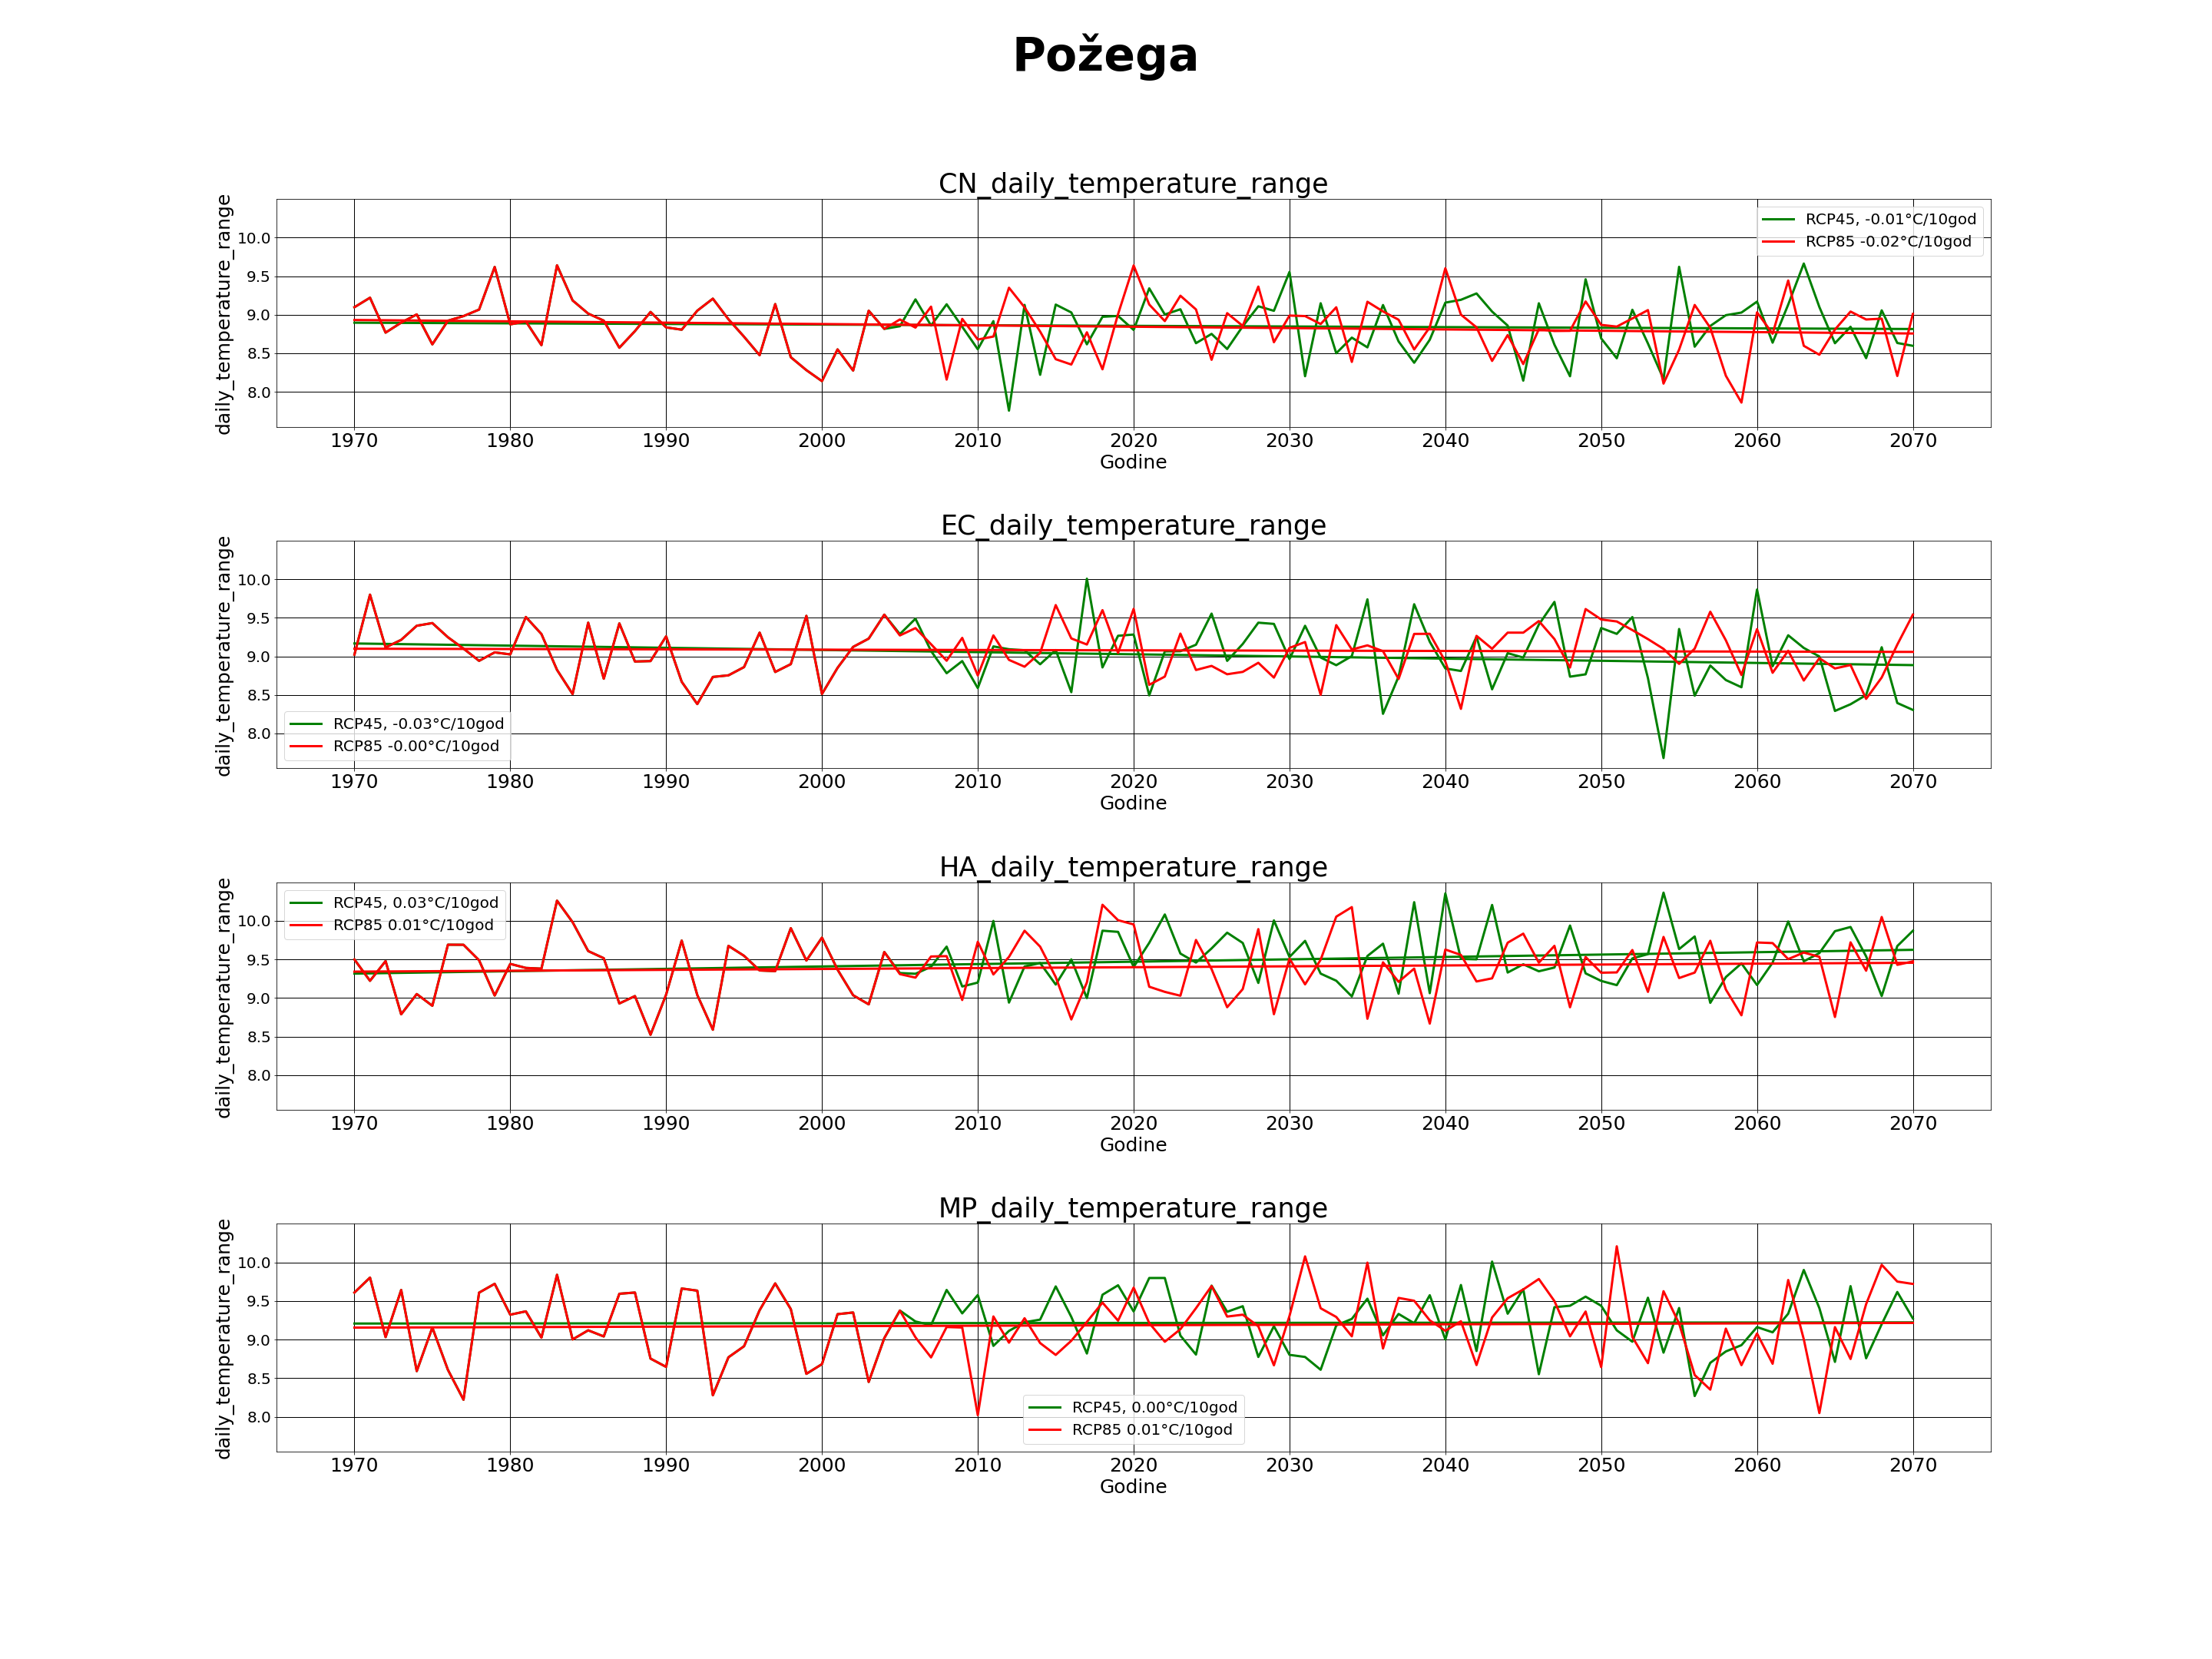 Požega
CN_daily_temperature_range
daily_temperature_range
10.0
9.5
9.0
8.5
8.0
RCP45, -0.01°C/10god
RCP85 -0.02°C/10god
1970 1980 1990 2000 2010 2020 2030 2040 2050 2060 2070
Godine
EC_daily_temperature_range
daily_temperature_range
10.0
9.5
9.0
8.5
8.0
RCP45, -0.03°C/10god
RCP85 -0.00°C/10god
1970 1980 1990 2000 2010 2020 2030 2040 2050 2060 2070
Godine
HA_daily_temperature_range
daily_temperature_range
10.0
9.5
9.0
8.5
8.0
RCP45, 0.03°C/10god
RCP85 0.01°C/10god
1970 1980 1990 2000 2010 2020 2030 2040 2050 2060 2070
Godine
MP_daily_temperature_range
daily_temperature_range
10.0
9.5
9.0
8.5
8.0
RCP45, 0.00°C/10god
RCP85 0.01°C/10god
1970 1980 1990 2000 2010 2020 2030 2040 2050 2060 2070
Godine